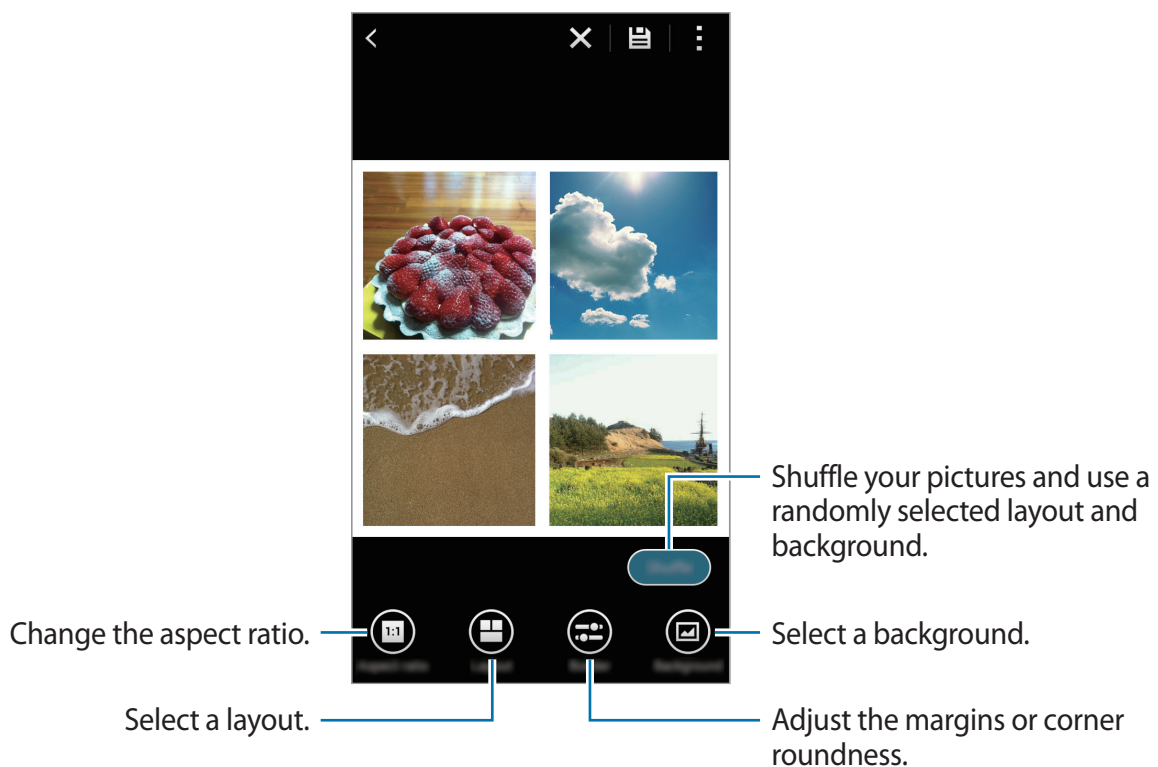 Shuffle your pictures and use a
randomly selected layout and
background.
Change the aspect ratio.
1:1
Select a background.
Select a layout.
Adjust the margins or corner
roundness.